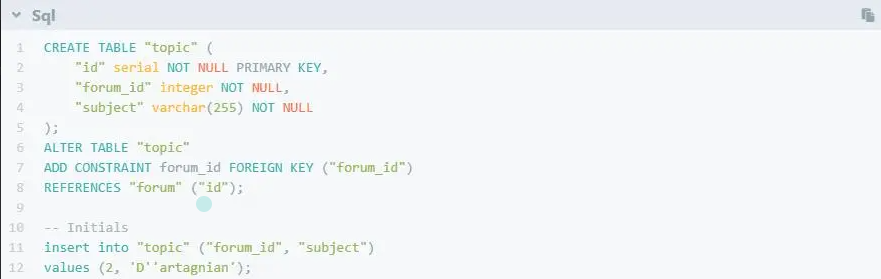 Sql
1 CREATE TABLE "topic" (
2     "id" serial NOT NULL PRIMARY KEY,
3     "forum_id" integer NOT NULL,
4     "subject" varchar(255) NOT NULL
5 );
6 ALTER TABLE "topic"
7 ADD CONSTRAINT forum_id FOREIGN KEY ("forum_id")
8 REFERENCES "forum" ("id");
9
10 -- Initials
11 insert into "topic" ("forum_id", "subject")
12 values (2, 'D''artagnian');